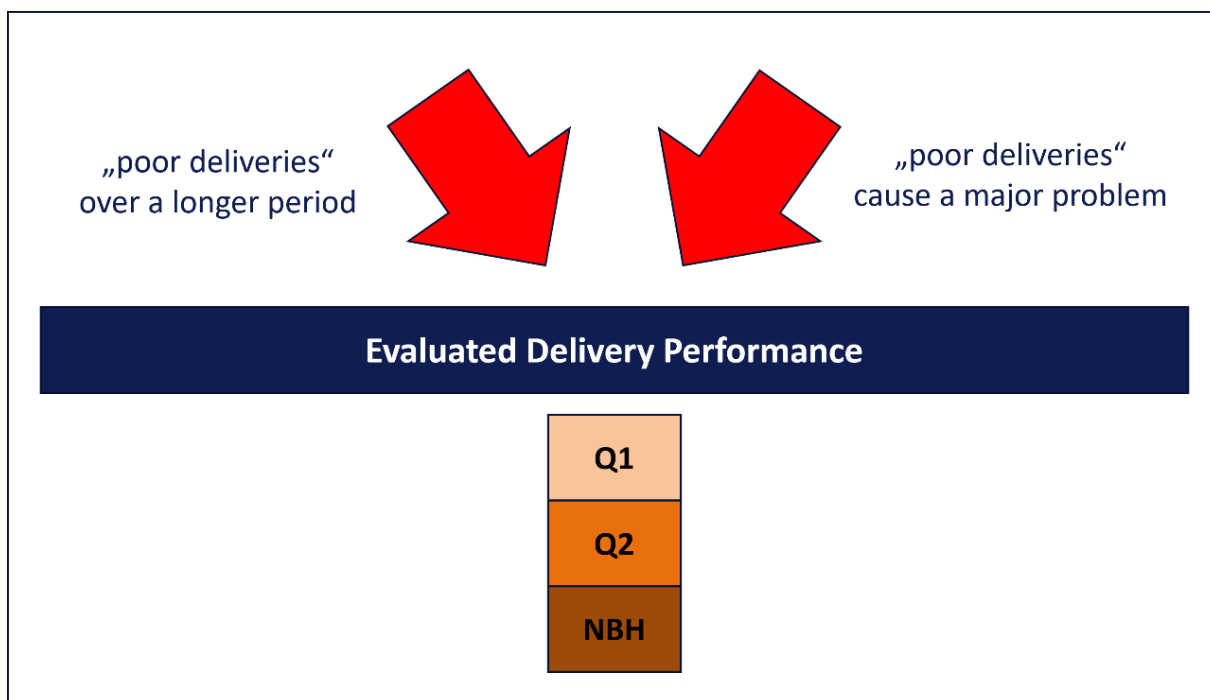 „poor deliveries“
over a longer period
„poor deliveries“
cause a major problem
Evaluated Delivery Performance
Q1
Q2
NBH